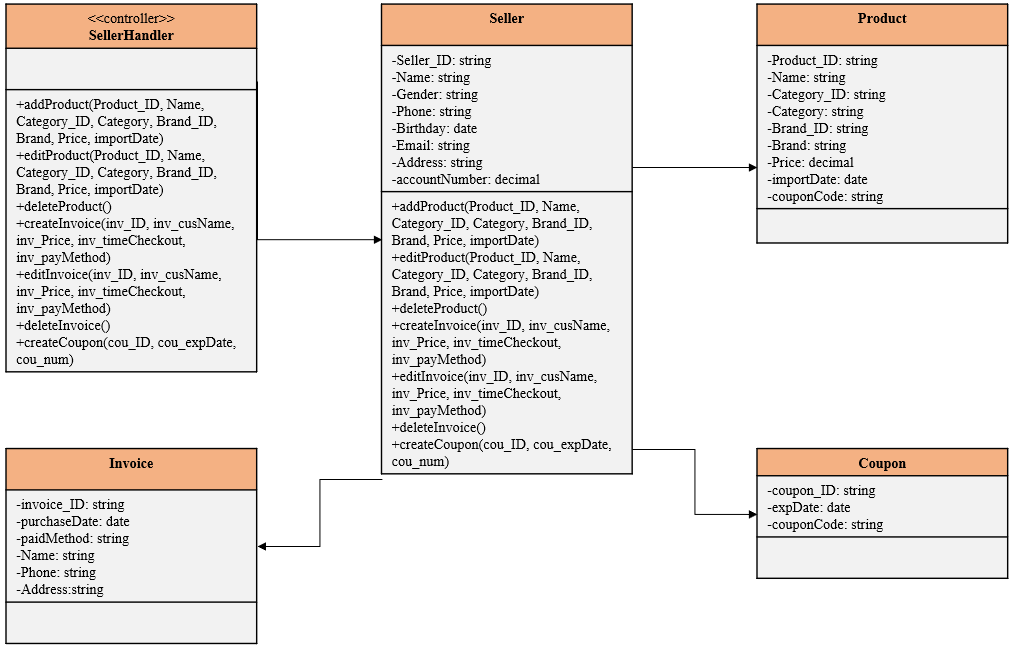 <<controller>>
SellerHandler
+addProduct(Product_ID, Name,
Category_ID, Category, Brand_ID,
Brand, Price, importDate)
+editProduct(Product_ID, Name,
Category_ID, Category, Brand_ID,
Brand, Price, importDate)
+deleteProduct()
+createInvoice(inv_ID, inv_cusName,
inv_Price, inv_timeCheckout,
inv_payMethod)
+editInvoice(inv_ID, inv_cusName,
inv_Price, inv_timeCheckout,
inv_payMethod)
+deleteInvoice()
+createCoupon(cou_ID, cou_expDate,
cou_num)
Seller
-Seller_ID: string
-Name: string
-Gender: string
-Phone: string
-Birthday: date
-Email: string
-Address: string
-accountNumber: decimal
+addProduct(Product_ID, Name,
Category_ID, Category, Brand_ID,
Brand, Price, importDate)
+editProduct(Product_ID, Name,
Category_ID, Category, Brand_ID,
Brand, Price, importDate)
+deleteProduct()
+createInvoice(inv_ID, inv_cusName,
inv_Price, inv_timeCheckout,
inv_payMethod)
+editInvoice(inv_ID, inv_cusName,
inv_Price, inv_timeCheckout,
inv_payMethod)
+deleteInvoice()
+createCoupon(cou_ID, cou_expDate,
cou_num)
Product
-Product_ID: string
-Name: string
-Category_ID: string
-Category: string
-Brand_ID: string
-Brand: string
-Price: decimal
-importDate: date
-couponCode: string
Invoice
-invoice_ID: string
-purchaseDate: date
-paidMethod: string
-Name: string
-Phone: string
-Address:string
Coupon
-coupon_ID: string
-expDate: date
-couponCode: string